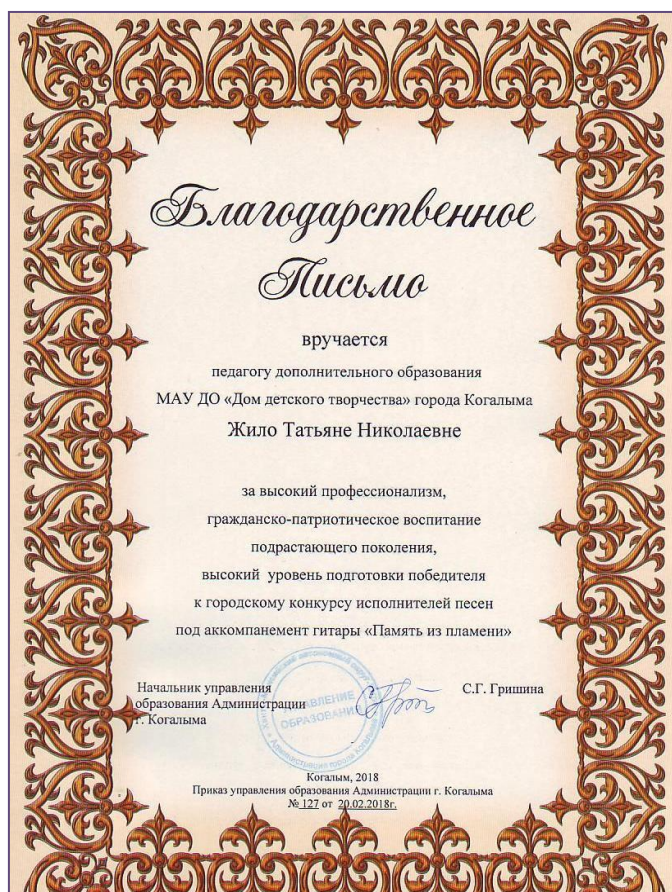 Благодарственное
Письмо
вручается
педагогу дополнительного образования
МАУ ДО «Дом детского творчества» города Когалыма
Жило Татьяне Николаевне
за высокий профессионализм,
гражданско-патриотическое воспитание
подрастающего поколения,
высокий уровень подготовки победителя
к городскому конкурсу исполнителей песен
под аккомпанемент гитары «Память из пламени»
Начальник управления
образования Администрации
г. Когалыма
С.Г. Гришина
УПРАВЛЕНИЕ
ОБРАЗОВАНИЯ
Когалым, 2018
Приказ управления образования Администрации г. Когалыма
№ 127 от 20.02.2018г.